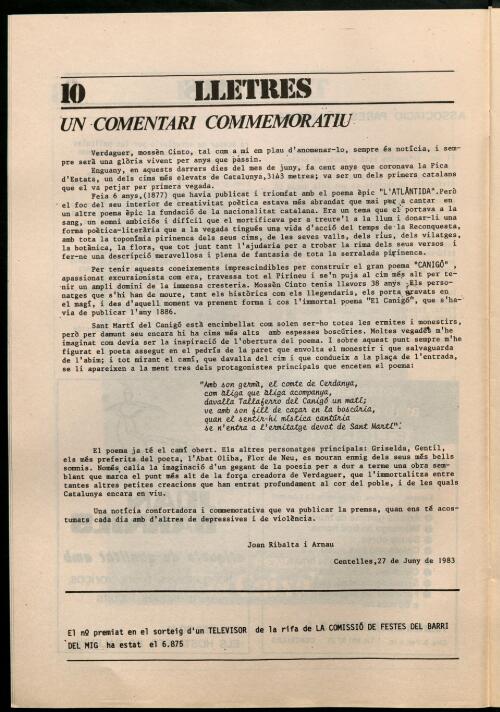 10 LLETRES
UN COMENTARI COMMEMORATIU
Verdaguer, mossèn Cinto, tal com a mi em plau d'anomenar-lo, sempre és notícia, i sem-
pre serà una glòria vivent per anys que passin.
Enguany, en aquests darrers dies del mes de juny, fa cent anys que coronava la Pica
d'Estats, un dels cims més elevats de Catalunya,3143 metres; va ser un dels primers catalans
que el va petjar per primera vegada.
Feia 6 anys,(1877) que havia publicat i triomfat amb el poema èpic "L'ATLÀNTIDA".Però
el foc del seu interior de creativitat poètica estava més abrandat que mai per a cantar en
un altre poema èpic la fundació de la nacionalitat catalana. Era un tema que el portava a la
sang, un somni ambiciós i difícil que el mortificava per a treure'l a la llum i donar-li una
forma poètica-literària que a la vegada tingués una vida d'acció del temps de la Reconquesta,
amb tota la toponímia pirinenca dels seus cims, de les seves valls, dels rius, dels vilatges,
la botànica, la flora, que tot junt tant l'ajudaria per a trobar la rima dels seus versos i
fer-ne una descripció meravellosa i plena de fantasia de tota la serralada pirinenca.
Per tenir aquests coneixements imprescindibles per construir el gran poema "CANIGÓ" ,
apassionat excursionista com era, travessa tot el Pirineu i se'n puja al cim més alt per te-
nir un ampli domini de la immensa cresteria. Mossèn Cinto tenia llavors 38 anys .Els perso-
natges que s'hi han de moure, tant els històrics com els llegendaris, els porta gravats en
el magí, i des d'aquell moment va prenent forma i cos l'immortal poema "El Canigó", que s'ha-
via de publicar l'any 1886.
Sant Martí del Canigó està encimbellat com solen ser-ho totes les ermites i monestirs,
però per damunt seu encara hi ha cims més alts amb espesses boscúries. Moltes vegades m'he
imaginat com devia ser la inspiració de l'obertura del poema. I sobre aquest punt sempre m'he
figurat el poeta assegut en el pedrís de la paret que envolta el monestir i que salvaguarda
de l'abim; i tot mirant el camí, que davalla del cim i que condueix a la plaça de l'entrada,
se li apareixen a la ment tres dels protagonistes principals que enceten el poema:
"Amb son germà, el comte de Cerdanya,
com àliga que àliga acompanya,
davalla Tallaferro del Canigó un matí;
ve amb son fill de caçar en la boscúria,
quan el sentir-hi mística cantúria
se n'entra a l'ermitatge devot de Sant Martí".
El poema ja té el camí obert. Els altres personatges principals: Griselda, Gentil,
els més preferits del poeta, l'Abat Oliba, Flor de Neu, es mouran enmig dels seus més bells
somnis. Només calia la imaginació d'un gegant de la poesia per a dur a terme una obra sem-
blant que marca el punt més alt de la força creadora de Verdaguer, que l'immortalitza entre
tantes altres petites creacions que han entrat profundament al cor del poble, i de les quals
Catalunya encara en viu.
Una notícia confortadora i commemorativa que va publicar la premsa, quan ens té acos-
tumats cada dia amb d'altres de depressives i de violència.
Joan Ribalta i Arnau
Centelles,27 de Juny de 1983
El nº premiat en el sorteig d'un TELEVISOR de la rifa de LA COMISSIÓ DE FESTES DEL BARRI
DEL MIG ha estat el 6.875